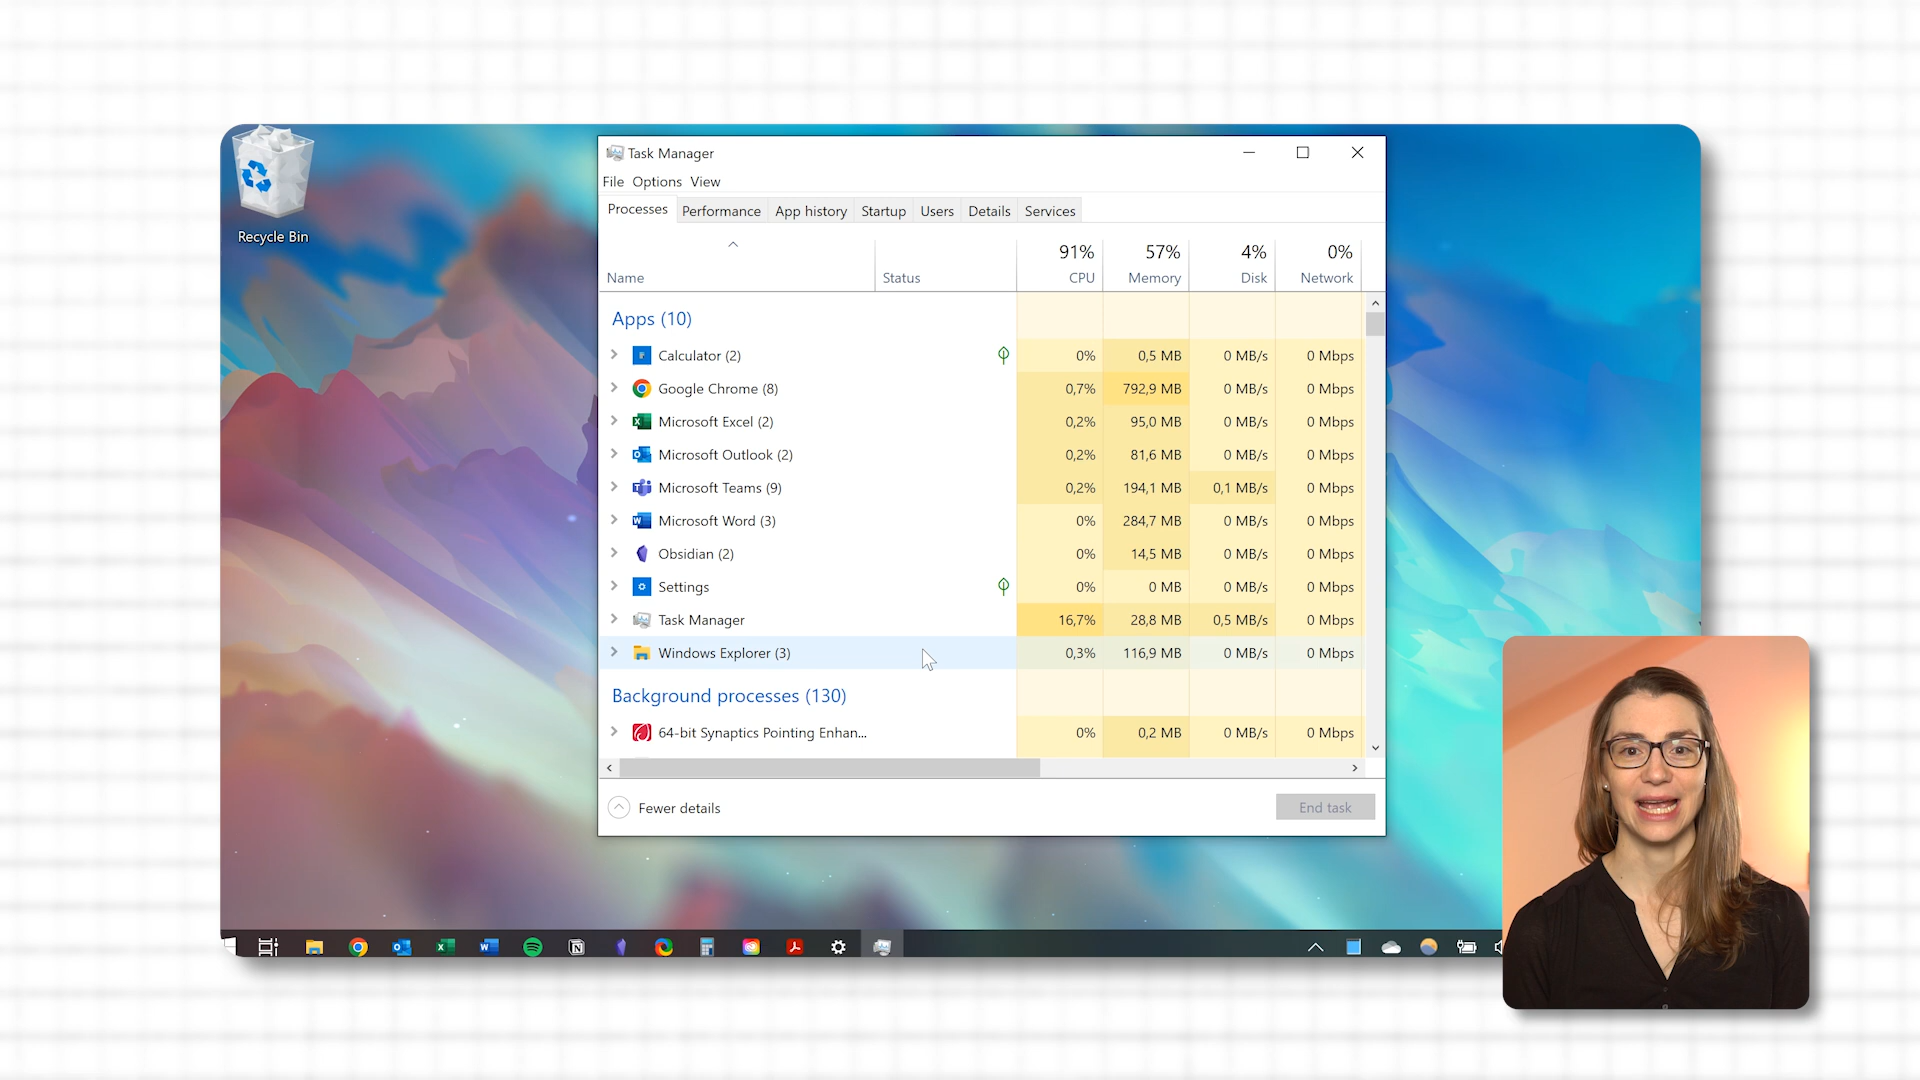 Recycle Bin
Task Manager
File Options View
Processes Performance App history Startup Users Details Services
91% 57% 4% 0%
Name Status CPU Memory Disk Network
Apps (10)
Calculator (2) 0% 0,5 MB 0 MB/s 0 Mbps
Google Chrome (8) 0,7% 792,9 MB 0 MB/s 0 Mbps
Microsoft Excel (2) 0,2% 95,0 MB 0 MB/s 0 Mbps
Microsoft Outlook (2) 0,2% 81,6 MB 0 MB/s 0 Mbps
Microsoft Teams (9) 0,2% 194,1 MB 0,1 MB/s 0 Mbps
Microsoft Word (3) 0% 284,7 MB 0 MB/s 0 Mbps
Obsidian (2) 0% 14,5 MB 0 MB/s 0 Mbps
Settings 0% 0 MB 0 MB/s 0 Mbps
Task Manager 16,7% 28,8 MB 0,5 MB/s 0 Mbps
Windows Explorer (3) 0,3% 116,9 MB 0 MB/s 0 Mbps
Background processes (130)
64-bit Synaptics Pointing Enhan... 0% 0,2 MB 0 MB/s 0 Mbps
Fewer details End task